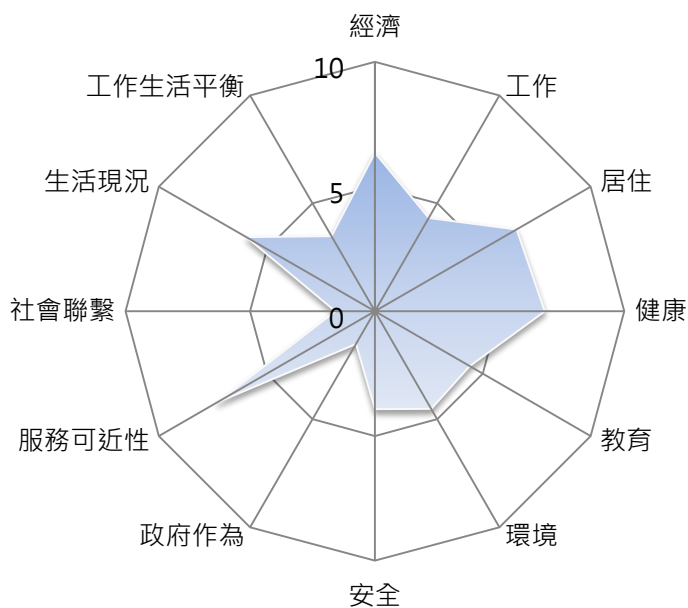 經濟
10
工作生活平衡
工作
生活現況
5
居住
社會聯繫
0
健康
服務可近性
教育
政府作為
環境
安全